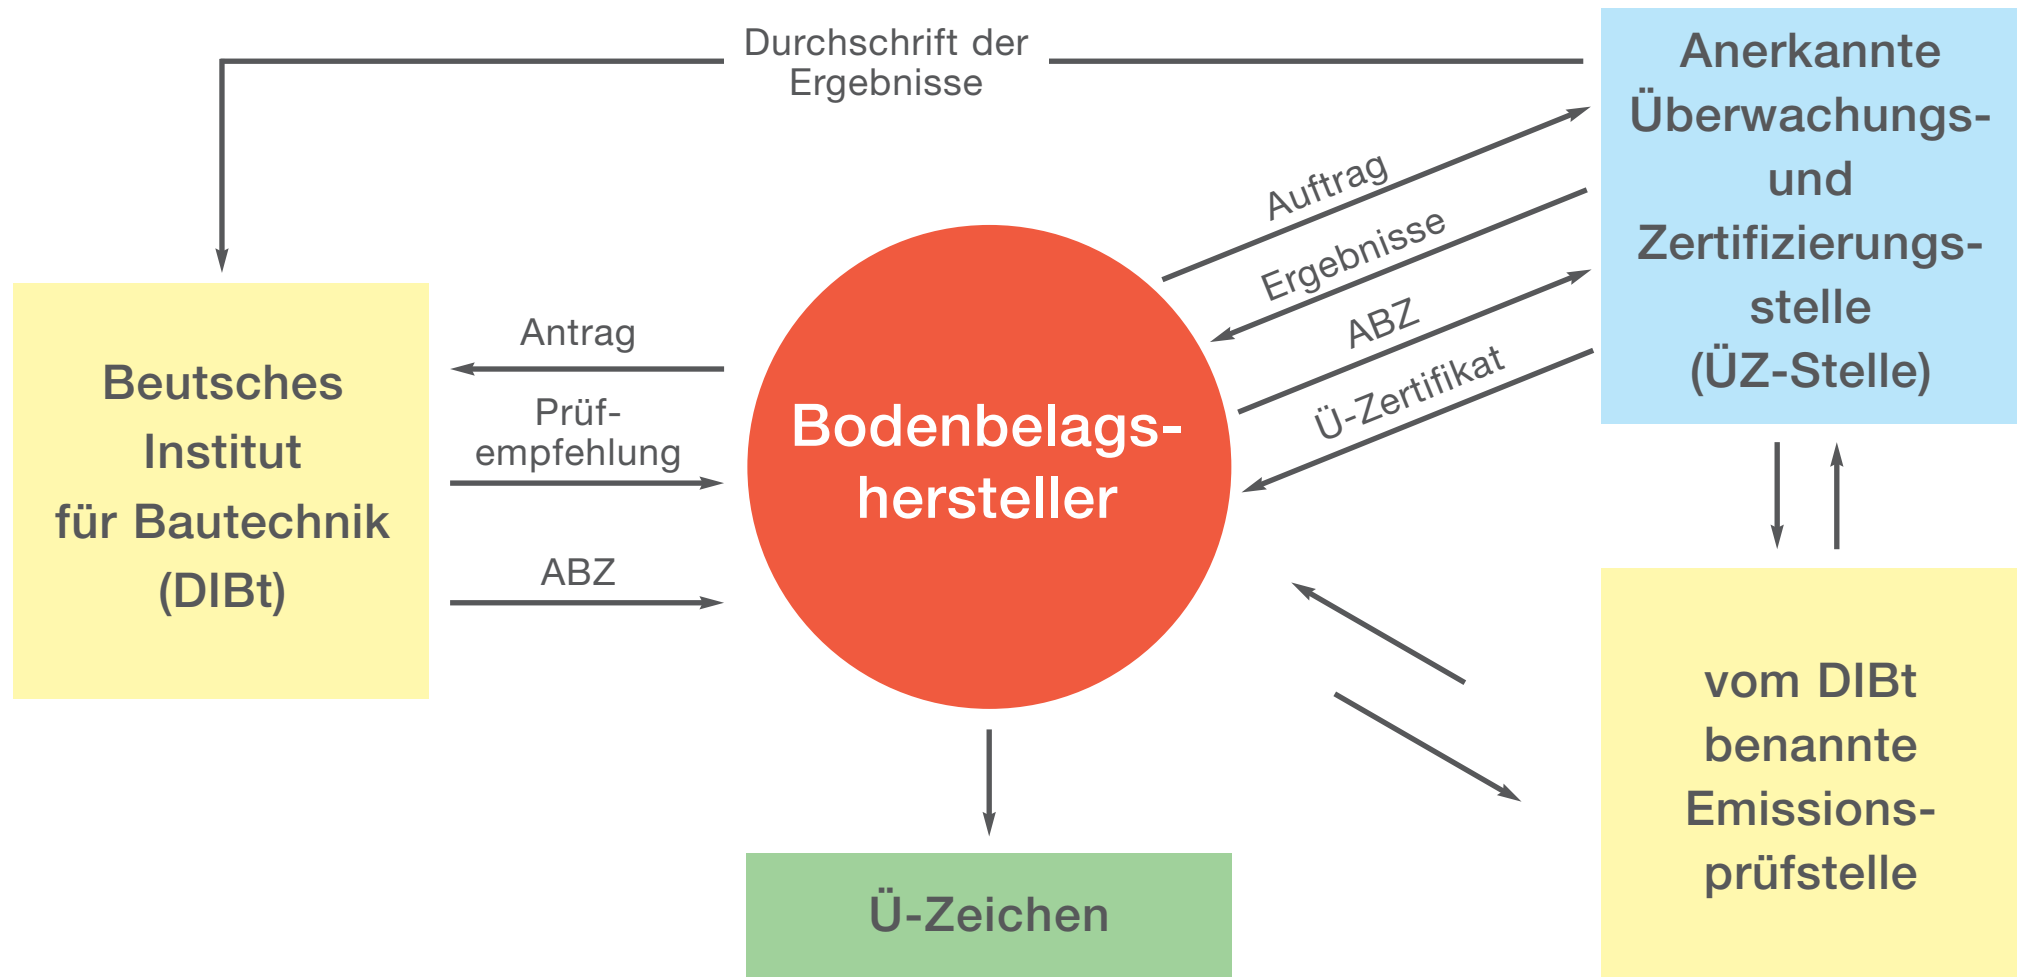 Durchschrift der
Ergebnisse
Anerkannte
Überwachungs-
und
Zertifizierungs-
stelle
(ÜZ-Stelle)
Auftrag
Ergebnisse
ABZ
Ü-Zertifikat
Beutsches
Institut
für Bautechnik
(DIBt)
Antrag
Prüf-
empfehlung
ABZ
Bodenbelags-
hersteller
vom DIBt
benannte
Emissions-
prüfstelle
Ü-Zeichen